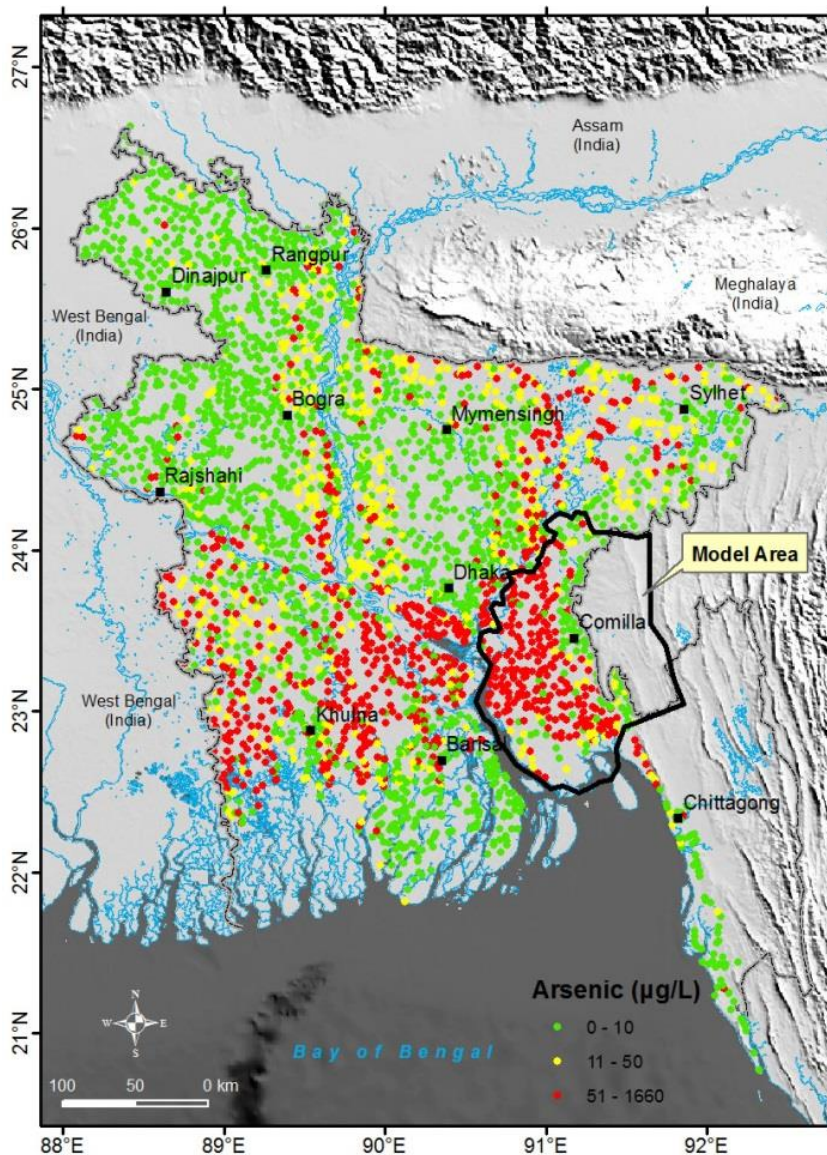 27°N
Assam
(India)
26°N
Rangpur
Dinajpur
Meghalaya
(India)
West Bengal
(India)
25°N
Sylhet
Bogra
Mymensingh
Rajshahi
24°N
Model Area
Dhaka
Comilla
23°N
West Bengal
(India)
Khulna
Barisal
Chittagong
22°N
Arsenic (µg/L)
21°N
N
W
E
S
0 - 10
Bay of Bengal
11 - 50
100
50
0 km
51 - 1660
88°E
89°E
90°E
91°E
92°E